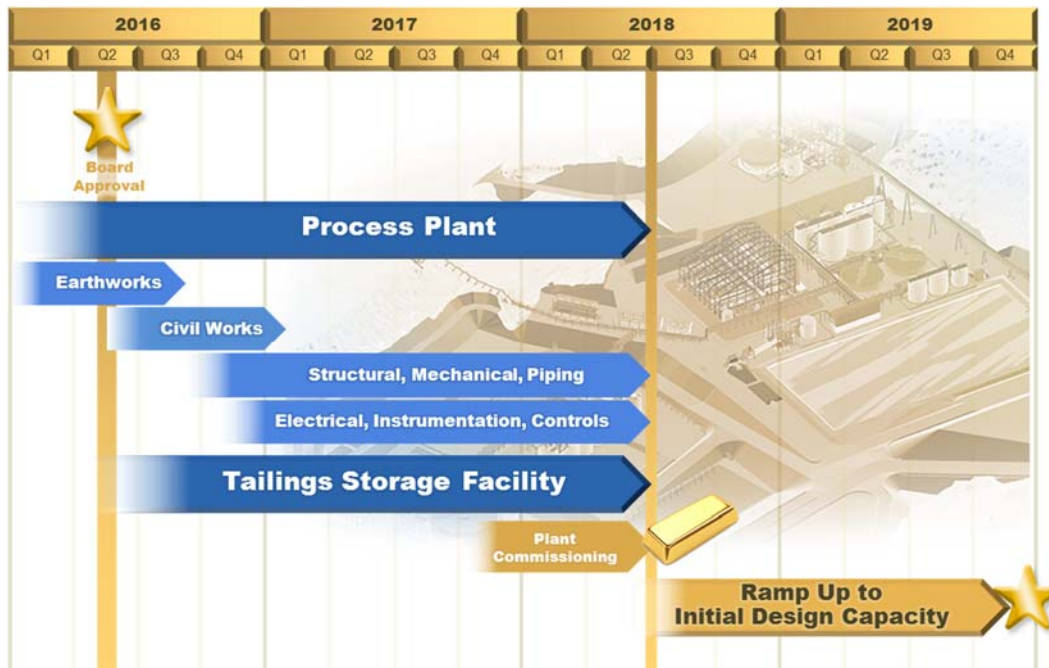 2016 2017 2018 2019
Q1 Q2 Q3 Q4 Q1 Q2 Q3 Q4 Q1 Q2 Q3 Q4 Q1 Q2 Q3 Q4
Board
Approval
Process Plant
Earthworks
Civil Works
Structural, Mechanical, Piping
Electrical, Instrumentation, Controls
Tailings Storage Facility
Plant
Commissioning
Ramp Up to
Initial Design Capacity